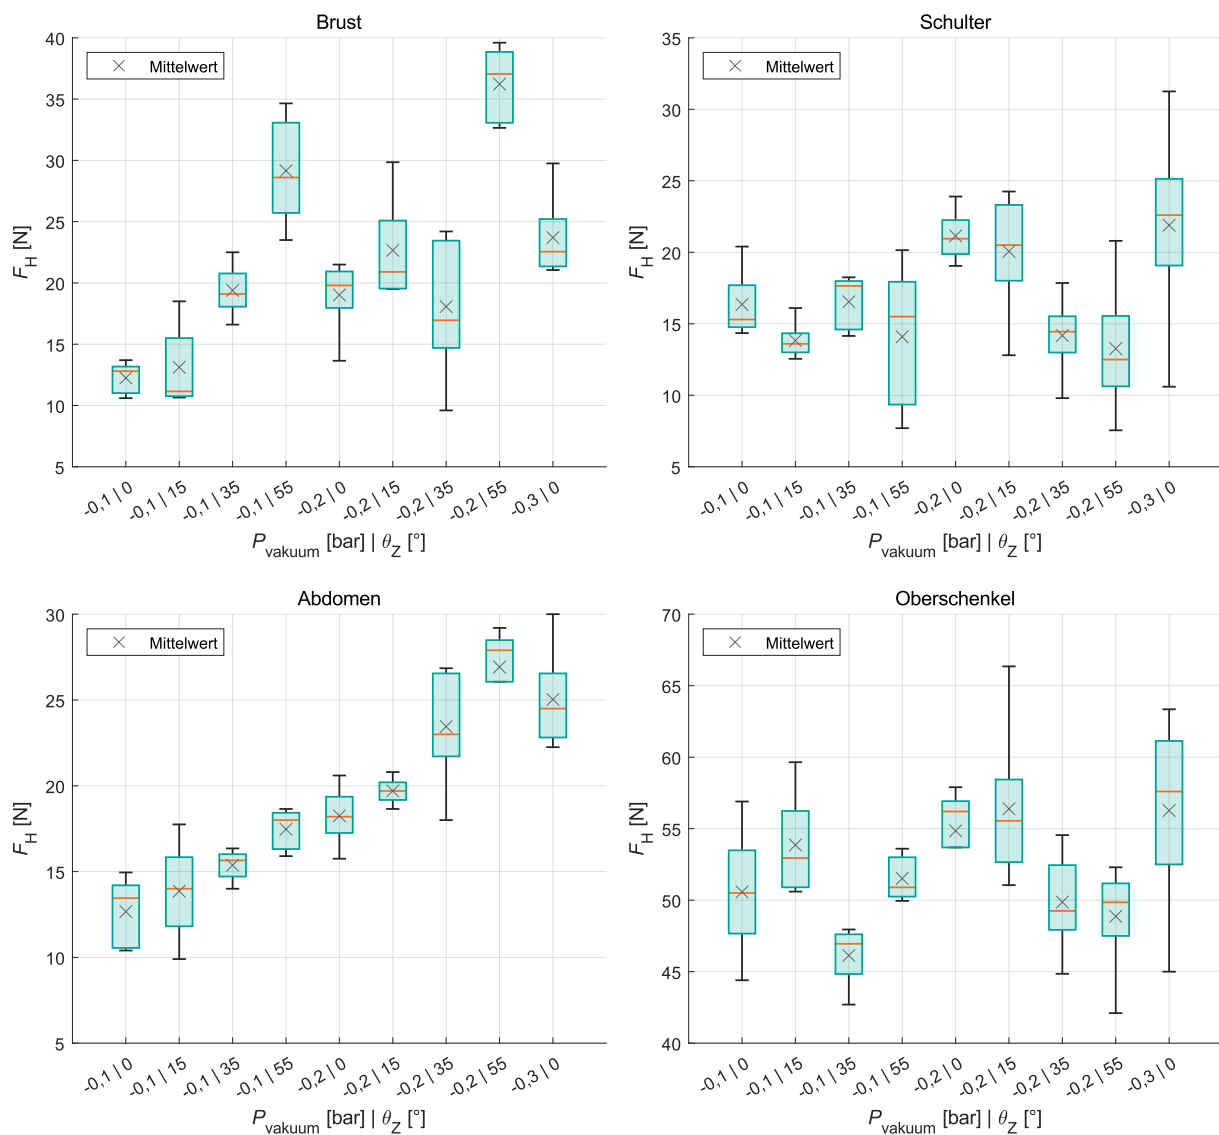 Brust
Mittelwert
40
35
30
25
20
15
10
5
F_H [N]
-0,1 | 0
-0,1 | 15
-0,1 | 35
-0,1 | 55
-0,2 | 0
-0,2 | 15
-0,2 | 35
-0,2 | 55
-0,3 | 0
P_vakuum [bar] | θ_Z [°]
Schulter
Mittelwert
35
30
25
20
15
10
5
F_H [N]
-0,1 | 0
-0,1 | 15
-0,1 | 35
-0,1 | 55
-0,2 | 0
-0,2 | 15
-0,2 | 35
-0,2 | 55
-0,3 | 0
P_vakuum [bar] | θ_Z [°]
Abdomen
Mittelwert
30
25
20
15
10
5
F_H [N]
-0,1 | 0
-0,1 | 15
-0,1 | 35
-0,1 | 55
-0,2 | 0
-0,2 | 15
-0,2 | 35
-0,2 | 55
-0,3 | 0
P_vakuum [bar] | θ_Z [°]
Oberschenkel
Mittelwert
70
65
60
55
50
45
40
F_H [N]
-0,1 | 0
-0,1 | 15
-0,1 | 35
-0,1 | 55
-0,2 | 0
-0,2 | 15
-0,2 | 35
-0,2 | 55
-0,3 | 0
P_vakuum [bar] | θ_Z [°]